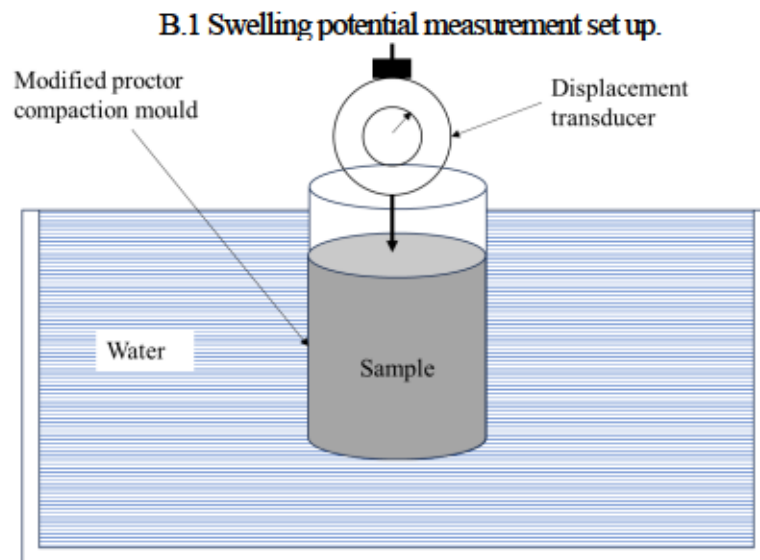 B.1 Swelling potential measurement set up.
Modified proctor
compaction mould
Displacement
transducer
Water
Sample